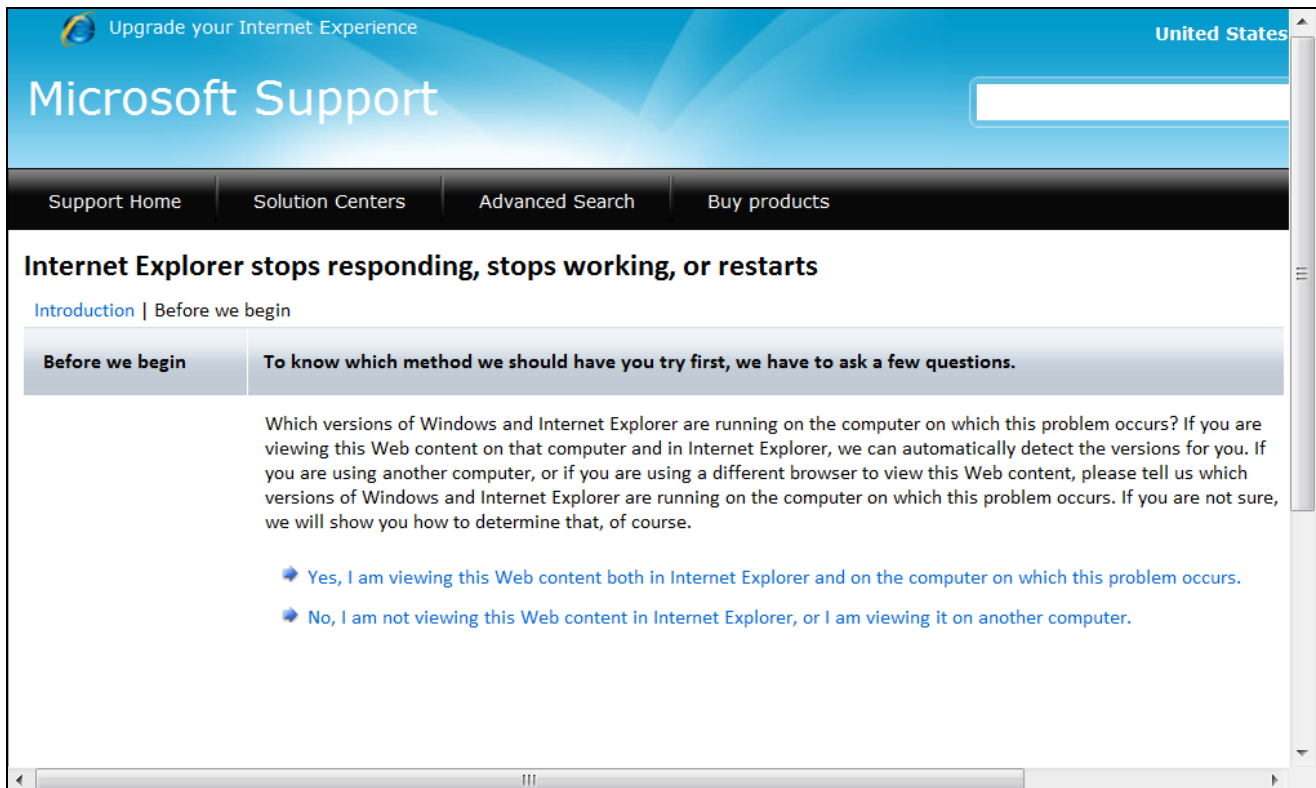 Upgrade your Internet Experience
United States
Microsoft Support
Support Home
Solution Centers
Advanced Search
Buy products
Internet Explorer stops responding, stops working, or restarts
Introduction | Before we begin
Before we begin
To know which method we should have you try first, we have to ask a few questions.
Which versions of Windows and Internet Explorer are running on the computer on which this problem occurs? If you are
viewing this Web content on that computer and in Internet Explorer, we can automatically detect the versions for you. If
you are using another computer, or if you are using a different browser to view this Web content, please tell us which
versions of Windows and Internet Explorer are running on the computer on which this problem occurs. If you are not sure,
we will show you how to determine that, of course.
Yes, I am viewing this Web content both in Internet Explorer and on the computer on which this problem occurs.
No, I am not viewing this Web content in Internet Explorer, or I am viewing it on another computer.